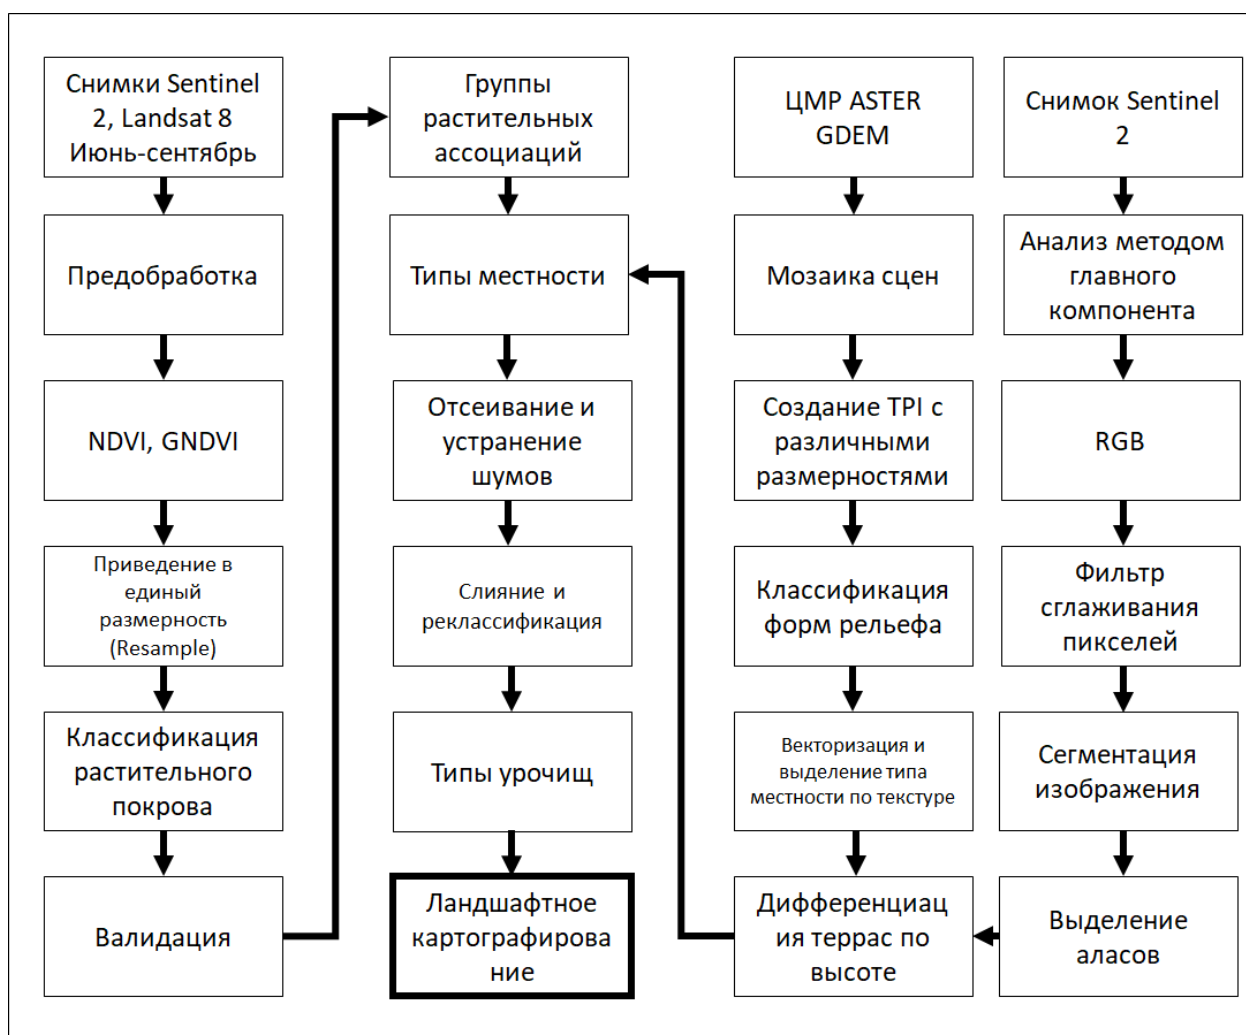 Снимки Sentinel
2, Landsat 8
Июнь-сентябрь
Предобработка
NDVI, GNDVI
Приведение в
единый
размерность
(Resample)
Классификация
растительного
покрова
Валидация
Группы
растительных
ассоциаций
Типы местности
Отсеивание и
устранение
шумов
Слияние и
реклассификация
Типы урочищ
Ландшафтное
картографирова
ние
ЦМР ASTER
GDEM
Мозаика сцен
Создание TPI с
различными
размерностями
Классификация
форм рельефа
Векторизация и
выделение типа
местности по текстуре
Дифференциац
ия террас по
высоте
Снимок Sentinel
2
Анализ методом
главного
компонента
RGB
Фильтр
сглаживания
пикселей
Сегментация
изображения
Выделение
аласов